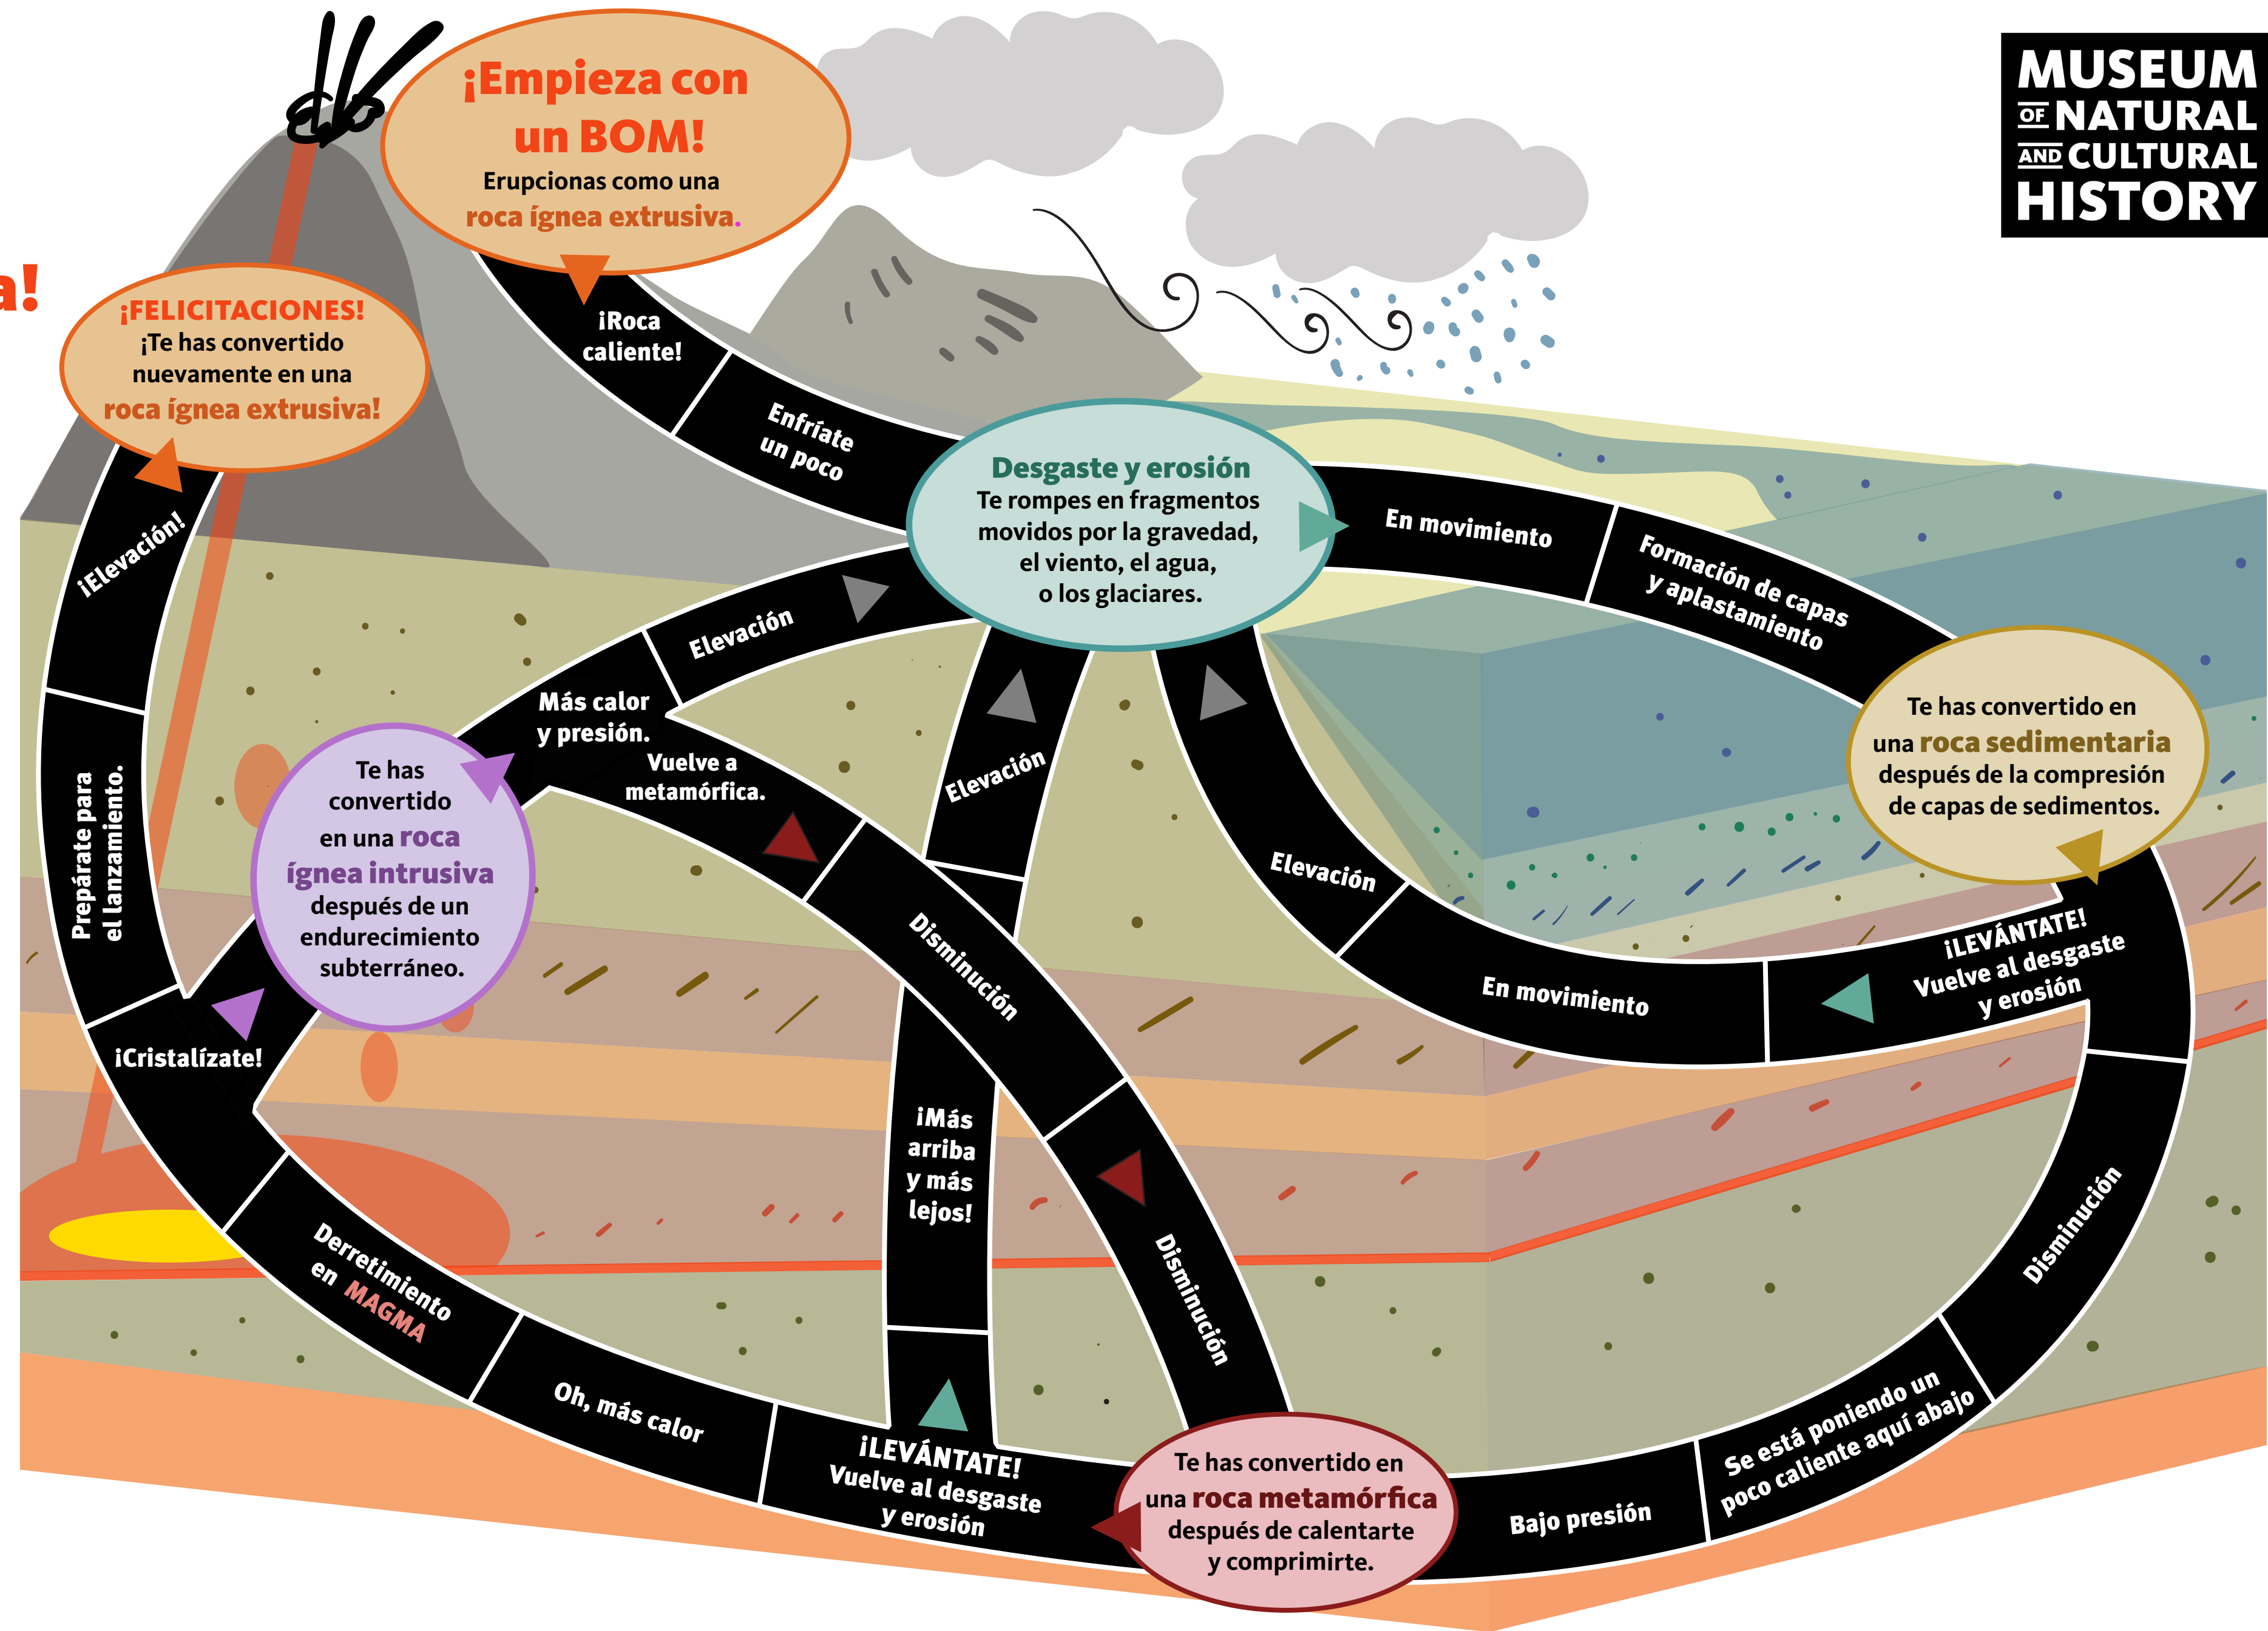 ¡Empieza con
un BOM!
Erupcionas como una
roca ígnea extrusiva.
MUSEUM
OF NATURAL
AND CULTURAL
HISTORY
a!
¡FELICITACIONES!
¡Te has convertido
nuevamente en una
roca ígnea extrusiva!
¡Roca
caliente!
Enfríate
un poco
Desgaste y erosión
Te rompes en fragmentos
movidos por la gravedad,
el viento, el agua,
o los glaciares.
En movimiento
Formación de capas
y aplastamiento
Te has convertido en
una roca sedimentaria
después de la compresión
de capas de sedimentos.
¡LEVÁNTATE!
Vuelve al desgaste
y erosión
En movimiento
Elevación
Disminución
Se está poniendo un
poco caliente aquí abajo
Bajo presión
Te has convertido en
una roca metamórfica
después de calentarte
y comprimirte.
¡LEVÁNTATE!
Vuelve al desgaste
y erosión
¡Más
arriba
y más
lejos!
Elevación
Oh, más calor
Derretimiento
en MAGMA
¡Cristalízate!
Te has
convertido
en una roca
ígnea intrusiva
después de un
endurecimiento
subterráneo.
Más calor
y presión.
Elevación
Vuelve a
metamórfica.
Disminución
Disminución
Prepárate para
el lanzamiento.
¡Elevación!